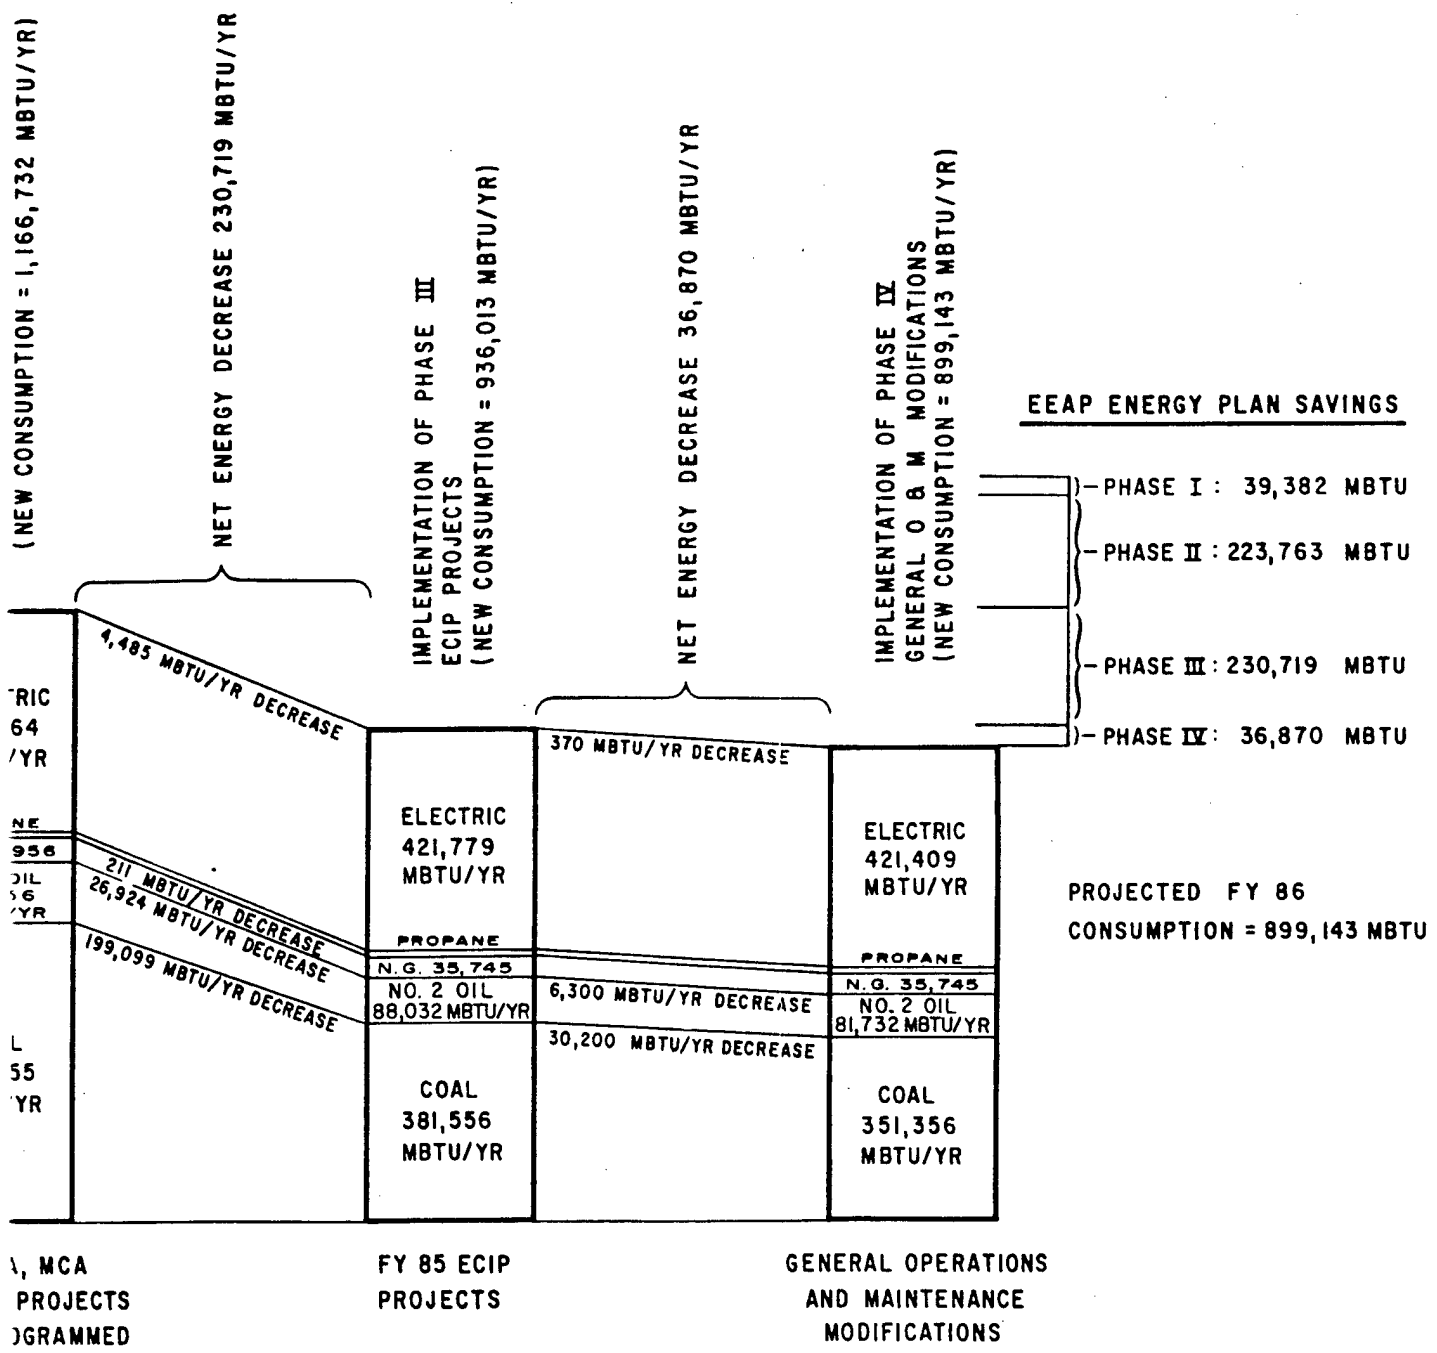 (NEW CONSUMPTION = 1,166,732 MBTU/YR)
NET ENERGY DECREASE 230,719 MBTU/YR
IMPLEMENTATION OF PHASE III
ECIP PROJECTS
(NEW CONSUMPTION = 936,013 MBTU/YR)
NET ENERGY DECREASE 36,870 MBTU/YR
IMPLEMENTATION OF PHASE IV
GENERAL O & M MODIFICATIONS
(NEW CONSUMPTION = 899,143 MBTU/YR)
EEAP ENERGY PLAN SAVINGS
PHASE I : 39,382 MBTU
PHASE II : 223,763 MBTU
PHASE III : 230,719 MBTU
PHASE IV : 36,870 MBTU
PROJECTED FY 86
CONSUMPTION = 899,143 MBTU
RIC
64
/YR
NE
956
OIL
6
/YR
L
55
YR
4,485 MBTU/YR DECREASE
211 MBTU/YR DECREASE
26,924 MBTU/YR DECREASE
199,099 MBTU/YR DECREASE
ELECTRIC
421,779
MBTU/YR
PROPANE
N.G. 35,745
NO. 2 OIL
88,032 MBTU/YR
COAL
381,556
MBTU/YR
370 MBTU/YR DECREASE
6,300 MBTU/YR DECREASE
30,200 MBTU/YR DECREASE
ELECTRIC
421,409
MBTU/YR
PROPANE
N.G. 35,745
NO. 2 OIL
81,732 MBTU/YR
COAL
351,356
MBTU/YR
, MCA
PROJECTS
OGRAMMED
FY 85 ECIP
PROJECTS
GENERAL OPERATIONS
AND MAINTENANCE
MODIFICATIONS